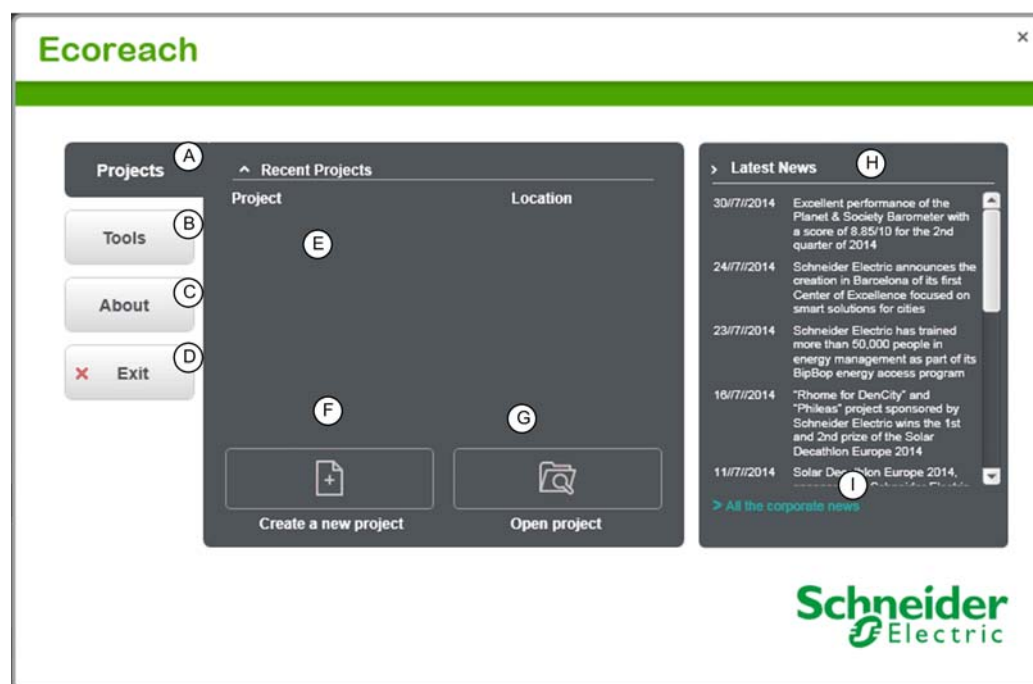 Ecoreach
×
Projects
A
Tools
B
About
C
Exit
D
Recent Projects
Project Location
E
F
G
Create a new project
Open project
Latest News
H
30//7//2014 Excellent performance of the
Planet & Society Barometer with
a score of 8.85/10 for the 2nd
quarter of 2014
24//7//2014 Schneider Electric announces the
creation in Barcelona of its first
Center of Excellence focused on
smart solutions for cities
23//7//2014 Schneider Electric has trained
more than 50,000 people in
energy management as part of its
BipBop energy access program
16//7//2014 "Rhome for DenCity" and
"Phileas" project sponsored by
Schneider Electric wins the 1st
and 2nd prize of the Solar
Decathlon Europe 2014
11//7//2014 Solar Decathlon Europe 2014,
Schneider Electric
I
> All the corporate news
Schneider
Electric